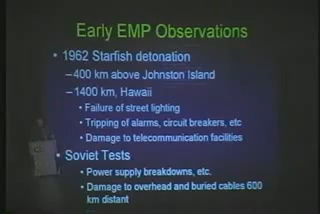 Early EMP Observations
• 1962 Starfish detonation
–400 km above Johnston Island
–1400 km, Hawaii
• Failure of street lighting
• Tripping of alarms, circuit breakers, etc
• Damage to telecommunication facilities
• Soviet Tests
• Power supply breakdowns, etc.
• Damage to overhead and buried cables 600
km distant